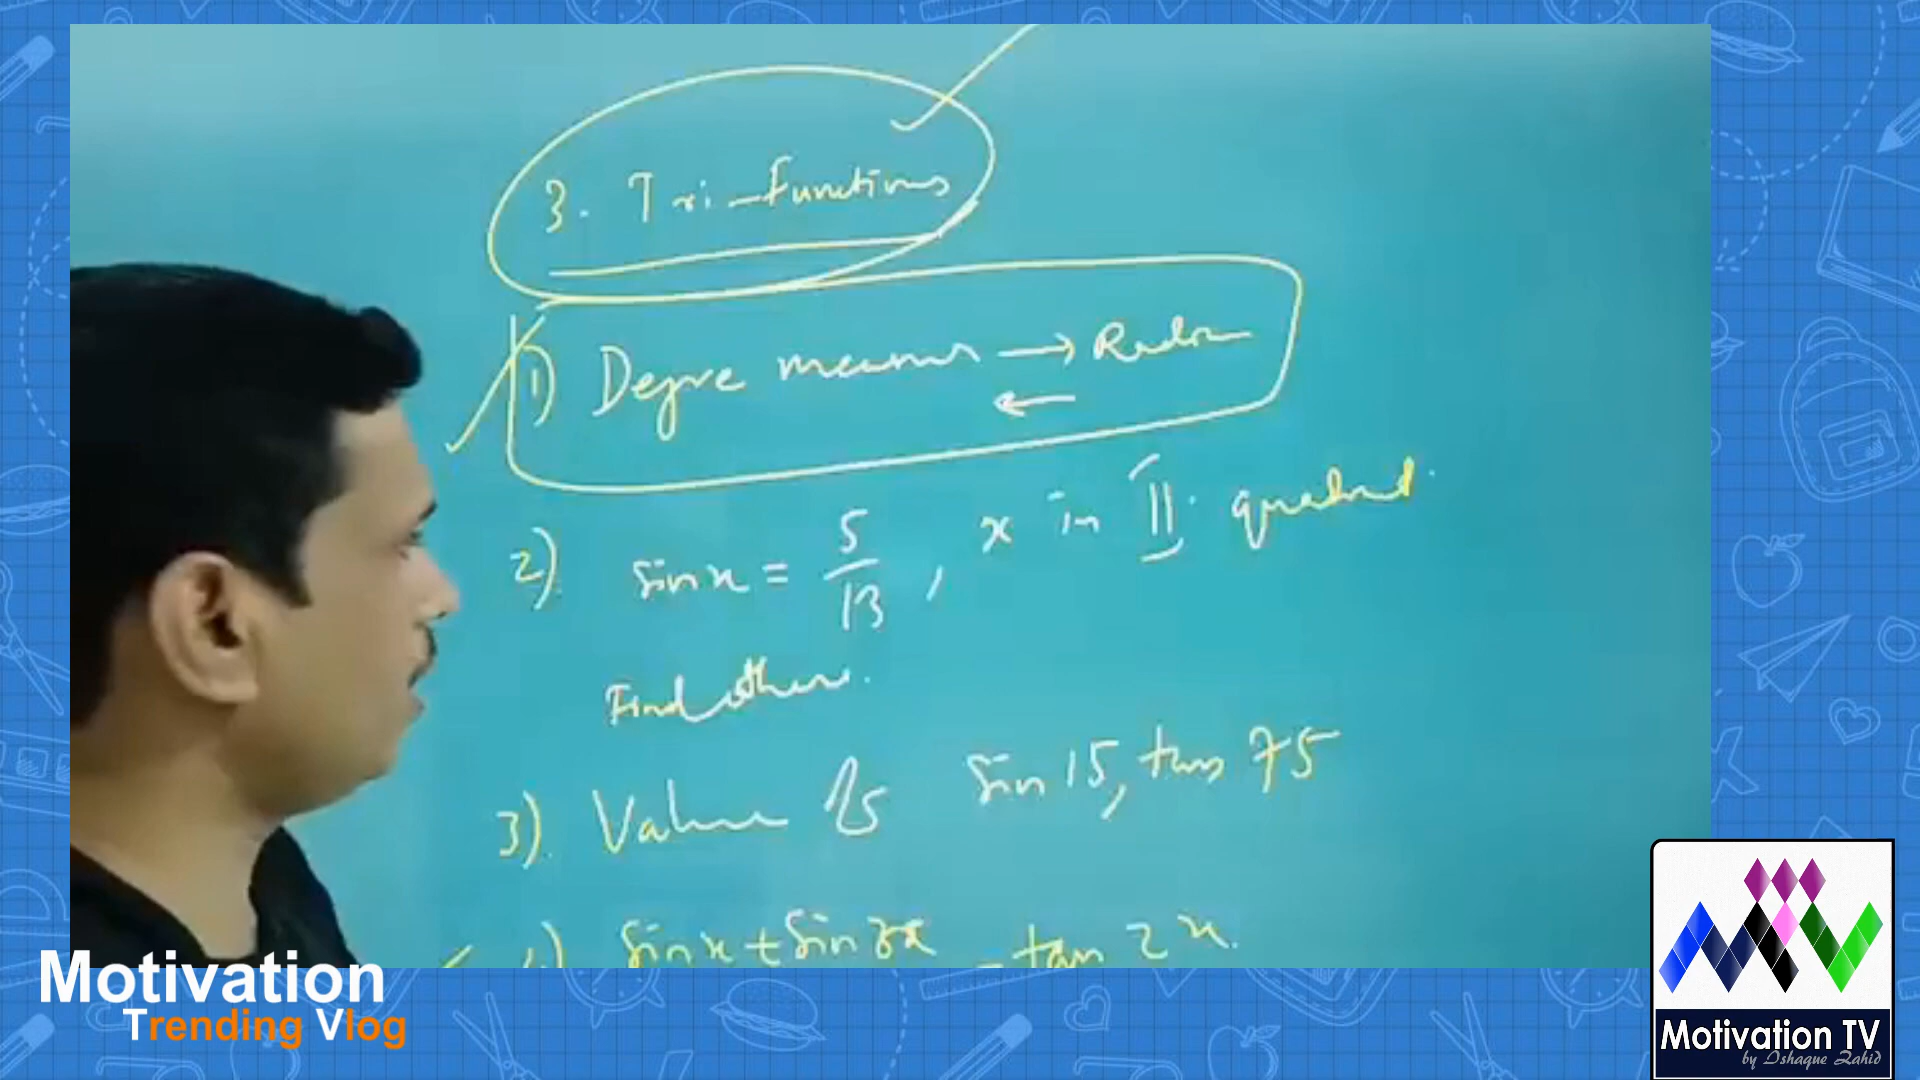 3. Tri-functions
1) Degree measure → Radian
←
2). sin x = 5/13, x in II quadrant.
Find others.
3). Value of sin 15, tan 75
sin x + sin 3x = tan 2x.
Motivation
Trending Vlog
Motivation TV
by Ishaque Zahid